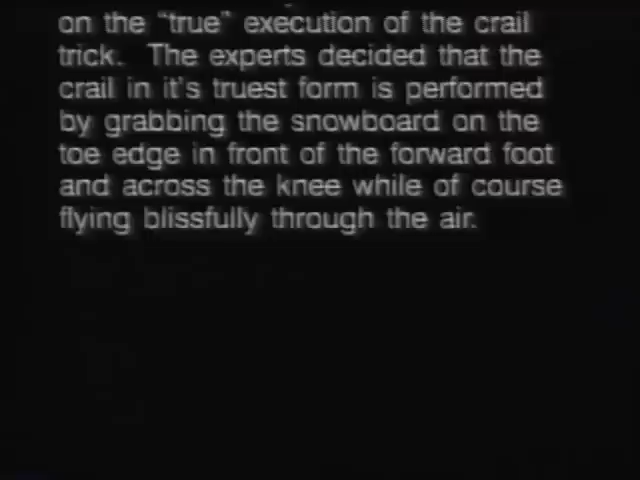 on the "true" execution of the crail
trick. The experts decided that the
crail in it's truest form is performed
by grabbing the snowboard on the
toe edge in front of the forward foot
and across the knee while of course
flying blissfully through the air.